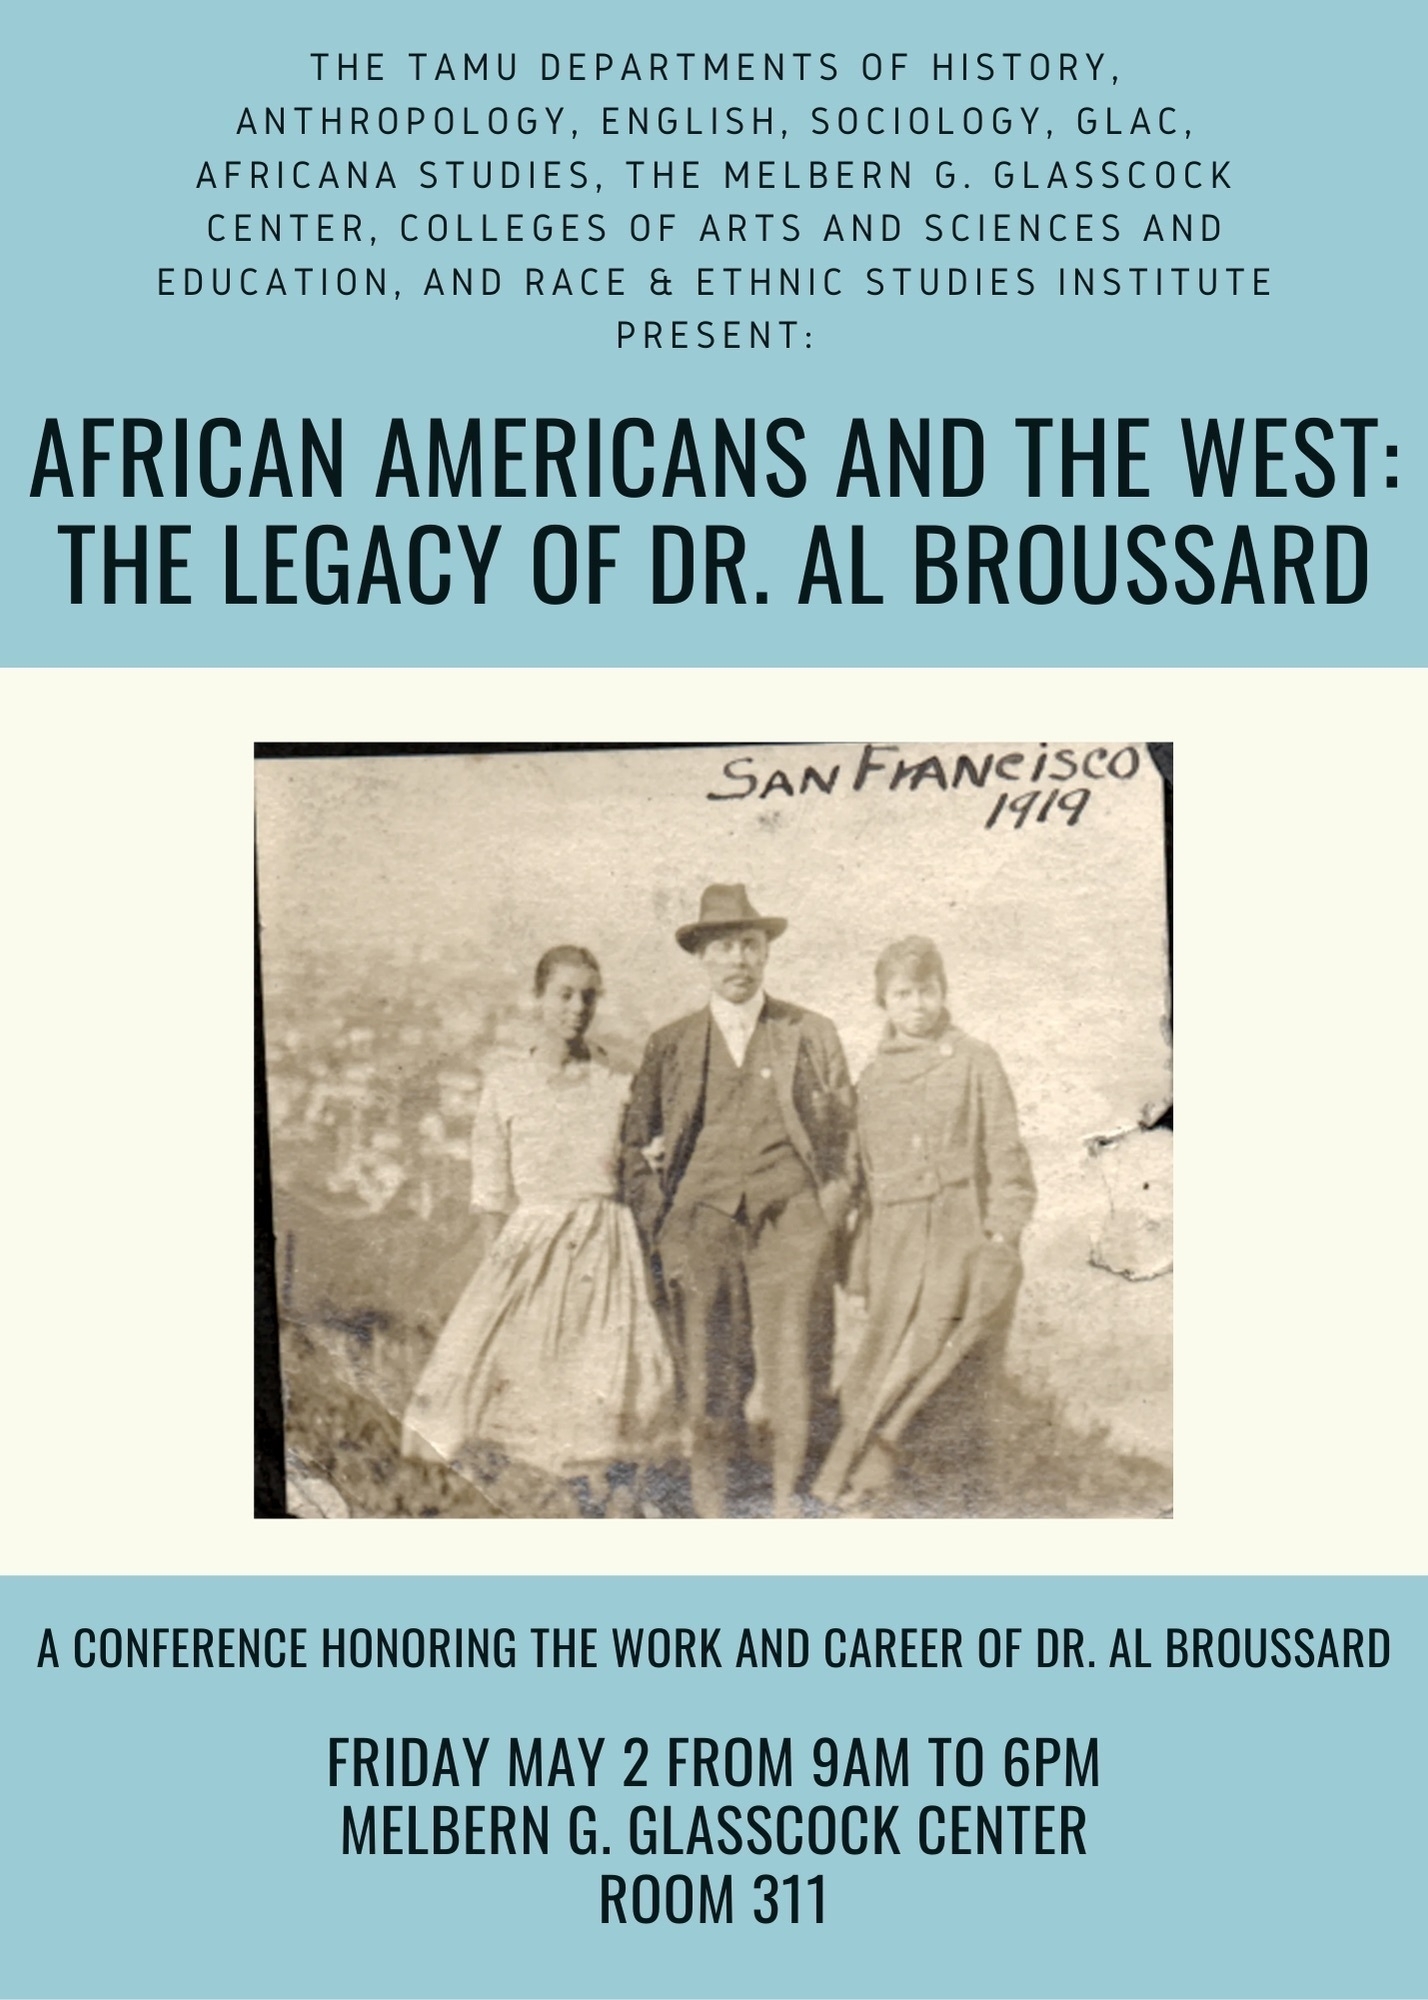 THE TAMU DEPARTMENTS OF HISTORY,
ANTHROPOLOGY, ENGLISH, SOCIOLOGY, GLAC,
AFRICANA STUDIES, THE MELBERN G. GLASSCOCK
CENTER, COLLEGES OF ARTS AND SCIENCES AND
EDUCATION, AND RACE & ETHNIC STUDIES INSTITUTE
PRESENT:
AFRICAN AMERICANS AND THE WEST:
THE LEGACY OF DR. AL BROUSSARD
SAN FRANCISCO
1919
A CONFERENCE HONORING THE WORK AND CAREER OF DR. AL BROUSSARD
FRIDAY MAY 2 FROM 9AM TO 6PM
MELBERN G. GLASSCOCK CENTER
ROOM 311